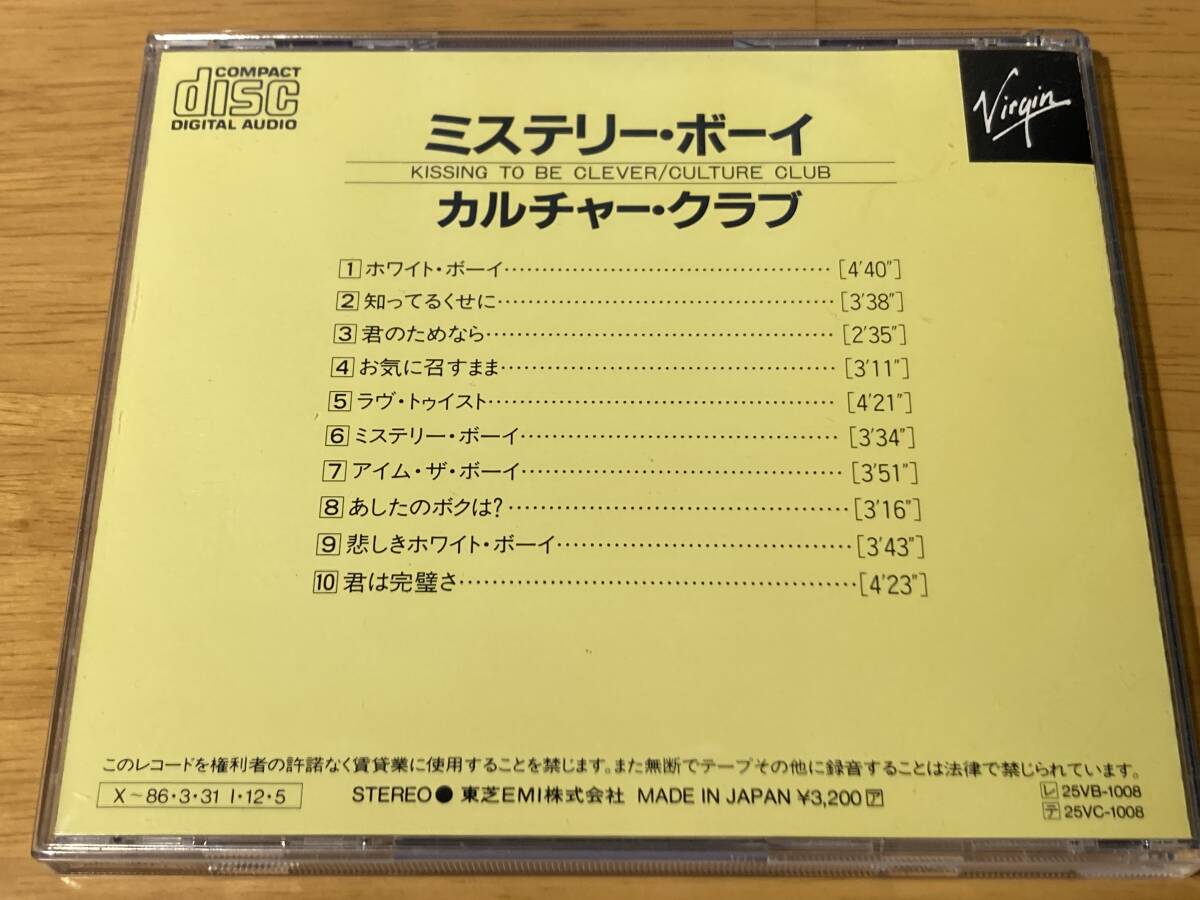 COMPACT
disc
DIGITAL AUDIO
Virgin
ミステリー・ボーイ
KISSING TO BE CLEVER/CULTURE CLUB
カルチャー・クラブ
1 ホワイト・ボーイ [4'40"]
2 知ってるくせに [3'38"]
3 君のためなら [2'35"]
4 お気に召すまま [3'11"]
5 ラヴ・トゥイスト [4'21"]
6 ミステリー・ボーイ [3'34"]
7 アイム・ザ・ボーイ [3'51"]
8 あしたのボクは? [3'16"]
9 悲しきホワイト・ボーイ [3'43"]
10 君は完璧さ [4'23"]
このレコードを権利者の許諾なく賃貸業に使用することを禁じます。また無断でテープその他に録音することは法律で禁じられています。
X～86・3・31 I・12・5
STEREO● 東芝EMI株式会社 MADE IN JAPAN ¥3,200 ア
レ 25VB-1008
テ 25VC-1008